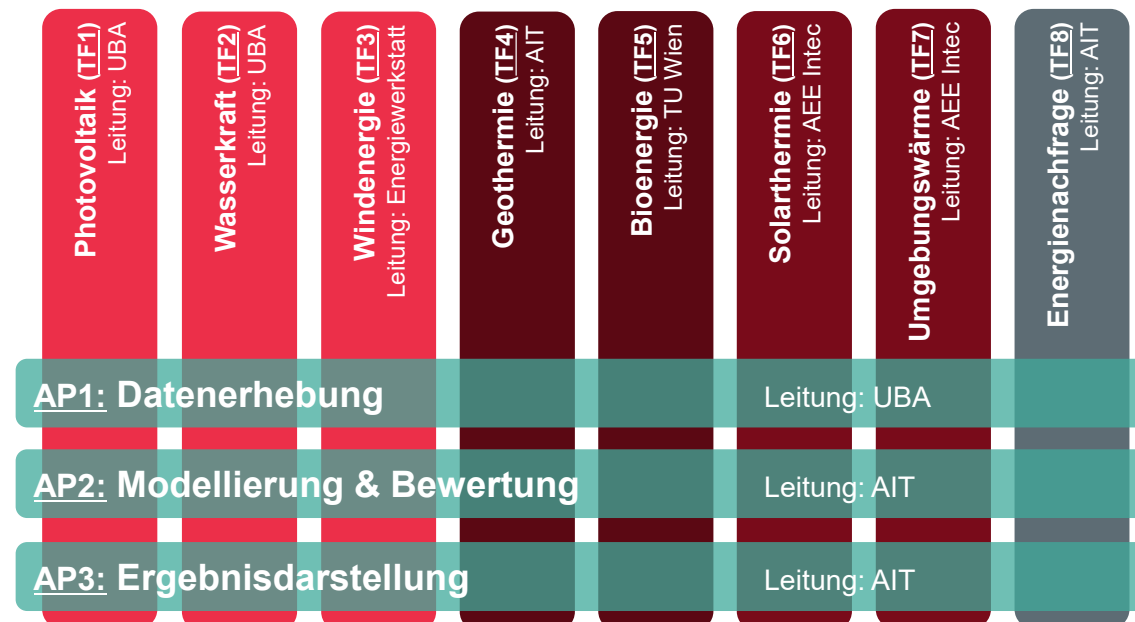 Photovoltaik (TF1)
Leitung: UBA
Wasserkraft (TF2)
Leitung: UBA
Windenergie (TF3)
Leitung: Energiewerkstatt
Geothermie (TF4)
Leitung: AIT
Bioenergie (TF5)
Leitung: TU Wien
Solarthermie (TF6)
Leitung: AEE Intec
Umgebungswärme (TF7)
Leitung: AEE Intec
Energienachfrage (TF8)
Leitung: AIT
AP1: Datenerhebung Leitung: UBA
AP2: Modellierung & Bewertung Leitung: AIT
AP3: Ergebnisdarstellung Leitung: AIT